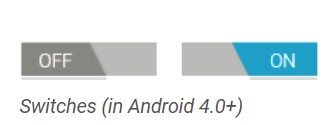 OFF ON
Switches (in Android 4.0+)